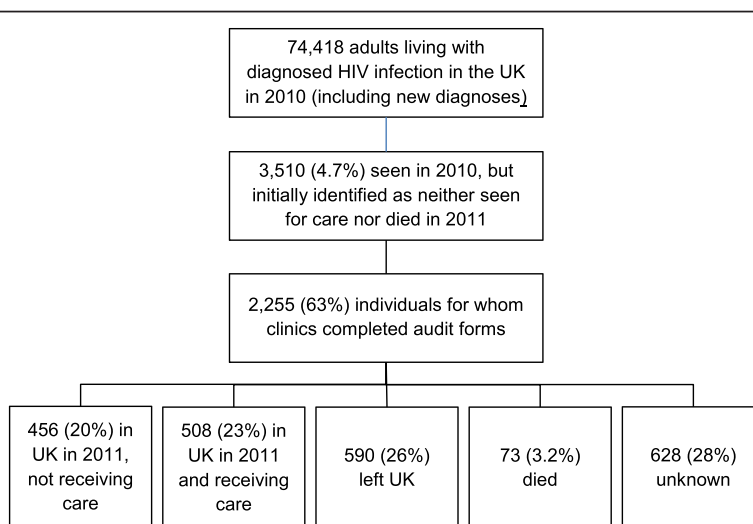 74,418 adults living with
diagnosed HIV infection in the UK
in 2010 (including new diagnoses)
3,510 (4.7%) seen in 2010, but
initially identified as neither seen
for care nor died in 2011
2,255 (63%) individuals for whom
clinics completed audit forms
456 (20%) in
UK in 2011,
not receiving
care
508 (23%) in
UK in 2011
and receiving
care
590 (26%)
left UK
73 (3.2%)
died
628 (28%)
unknown